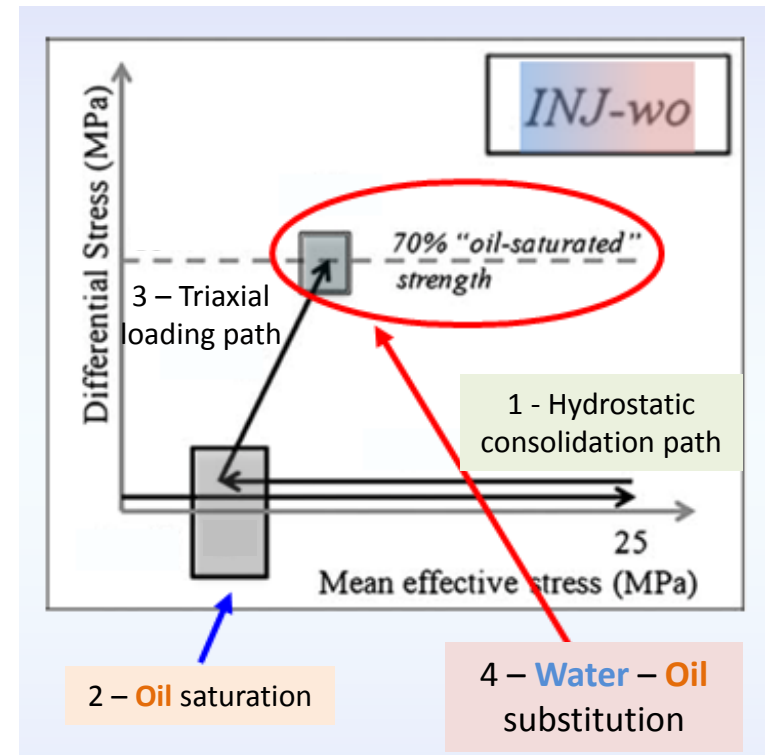 INJ-wo
Differential Stress (MPa)
70% “oil-saturated”
strength
3 – Triaxial
loading path
1 - Hydrostatic
consolidation path
25
Mean effective stress (MPa)
2 – Oil saturation
4 – Water – Oil
substitution